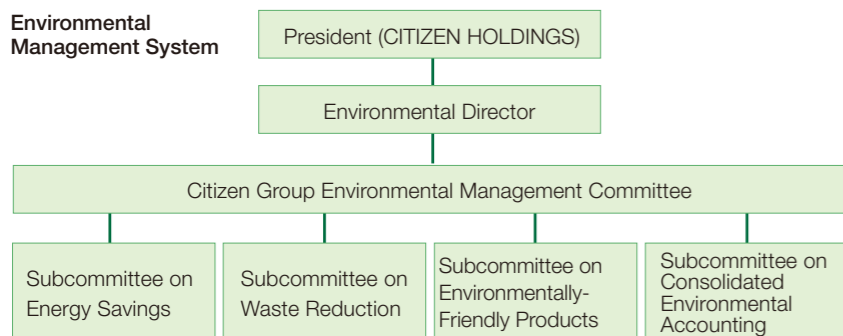 Environmental
Management System
President (CITIZEN HOLDINGS)
Environmental Director
Citizen Group Environmental Management Committee
Subcommittee on
Energy Savings
Subcommittee on
Waste Reduction
Subcommittee on
Environmentally-
Friendly Products
Subcommittee on
Consolidated
Environmental
Accounting